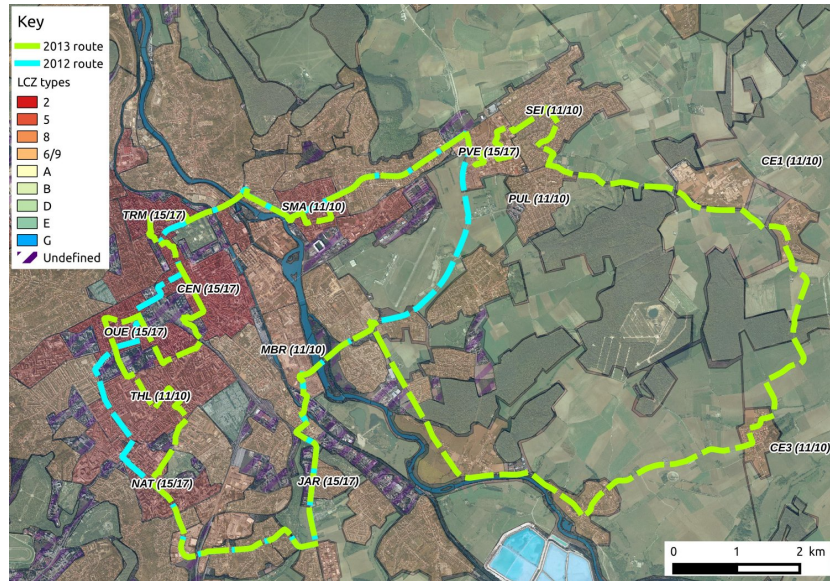 Key
2013 route
2012 route
LCZ types
2
5
8
6/9
A
B
D
E
G
Undefined
SEI (11/10)
PVE (15/17)
CE1 (11/10)
PUL (11/10)
SMA (11/10)
TRM (15/17)
CEN (15/17)
OUE (15/17)
MBR (11/10)
THL (11/10)
CE3 (11/10)
NAT (15/17)
JAR (15/17)
0 1 2 km